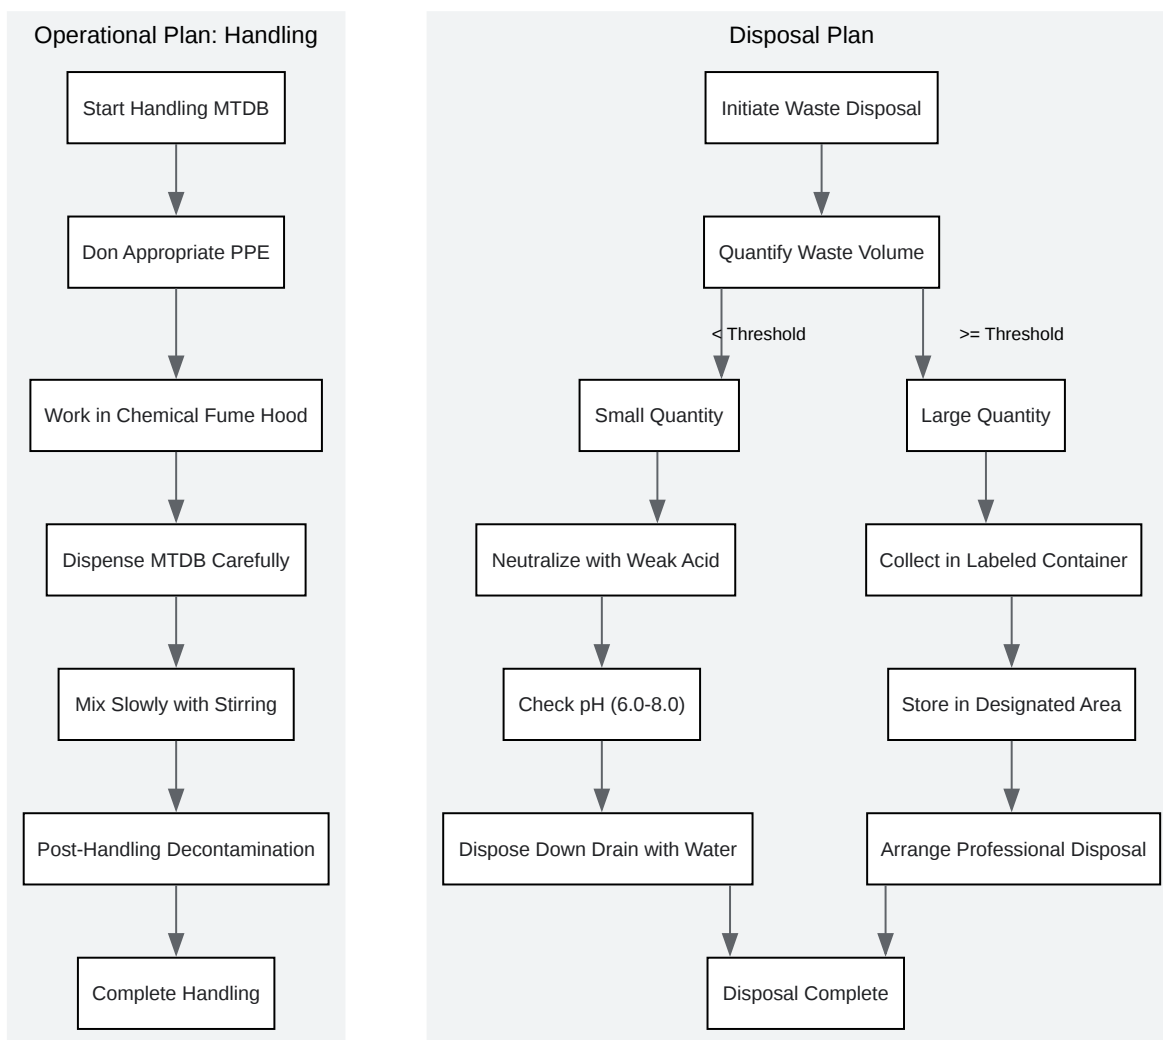 Operational Plan: Handling
Start Handling MTDB
Don Appropriate PPE
Work in Chemical Fume Hood
Dispense MTDB Carefully
Mix Slowly with Stirring
Post-Handling Decontamination
Complete Handling
Disposal Plan
Initiate Waste Disposal
Quantify Waste Volume
< Threshold
>= Threshold
Small Quantity
Large Quantity
Neutralize with Weak Acid
Collect in Labeled Container
Check pH (6.0-8.0)
Store in Designated Area
Dispose Down Drain with Water
Arrange Professional Disposal
Disposal Complete